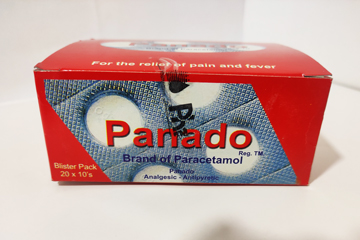 Panado
For the relief of pain and fever
Panado
Reg. TM
Brand of Paracetamol
Panado
Analgesic - Antipyretic
Blister Pack
20 x 10's